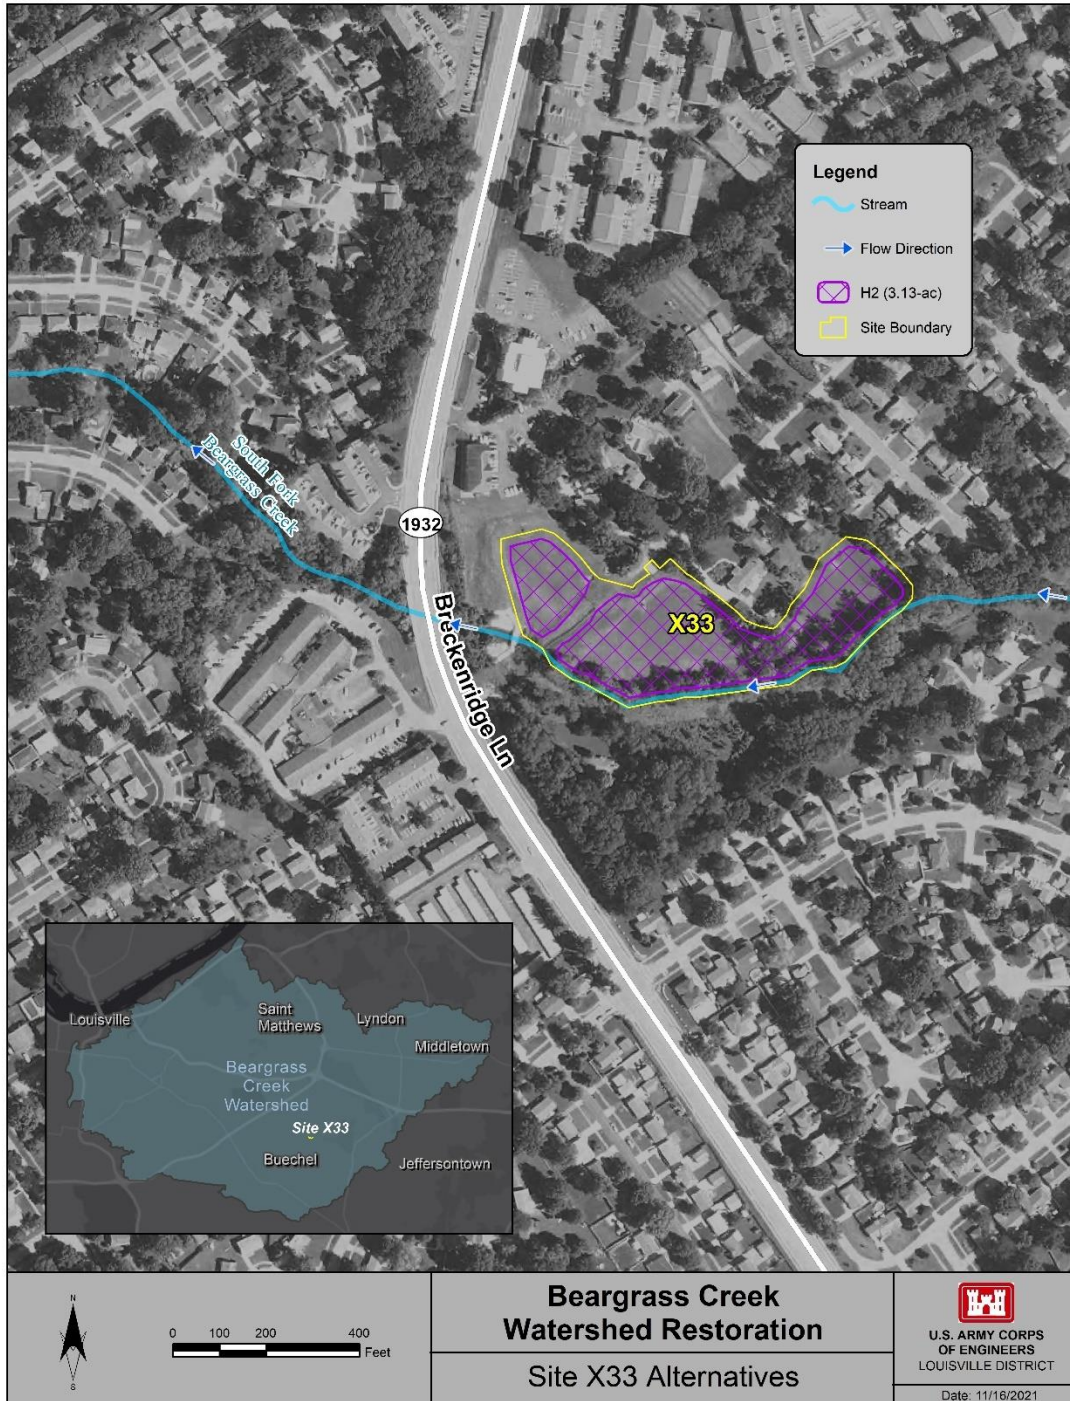 Legend
Stream
Flow Direction
H2 (3.13-ac)
Site Boundary
South Fork
Beargrass Creek
1932
Breckenridge Ln
X33
Louisville
Saint
Matthews
Lyndon
Middletown
Beargrass
Creek
Watershed
Site X33
Buechel
Jeffersontown
N
S
0 100 200 400
Feet
Beargrass Creek
Watershed Restoration
Site X33 Alternatives
U.S. ARMY CORPS
OF ENGINEERS
LOUISVILLE DISTRICT
Date: 11/16/2021